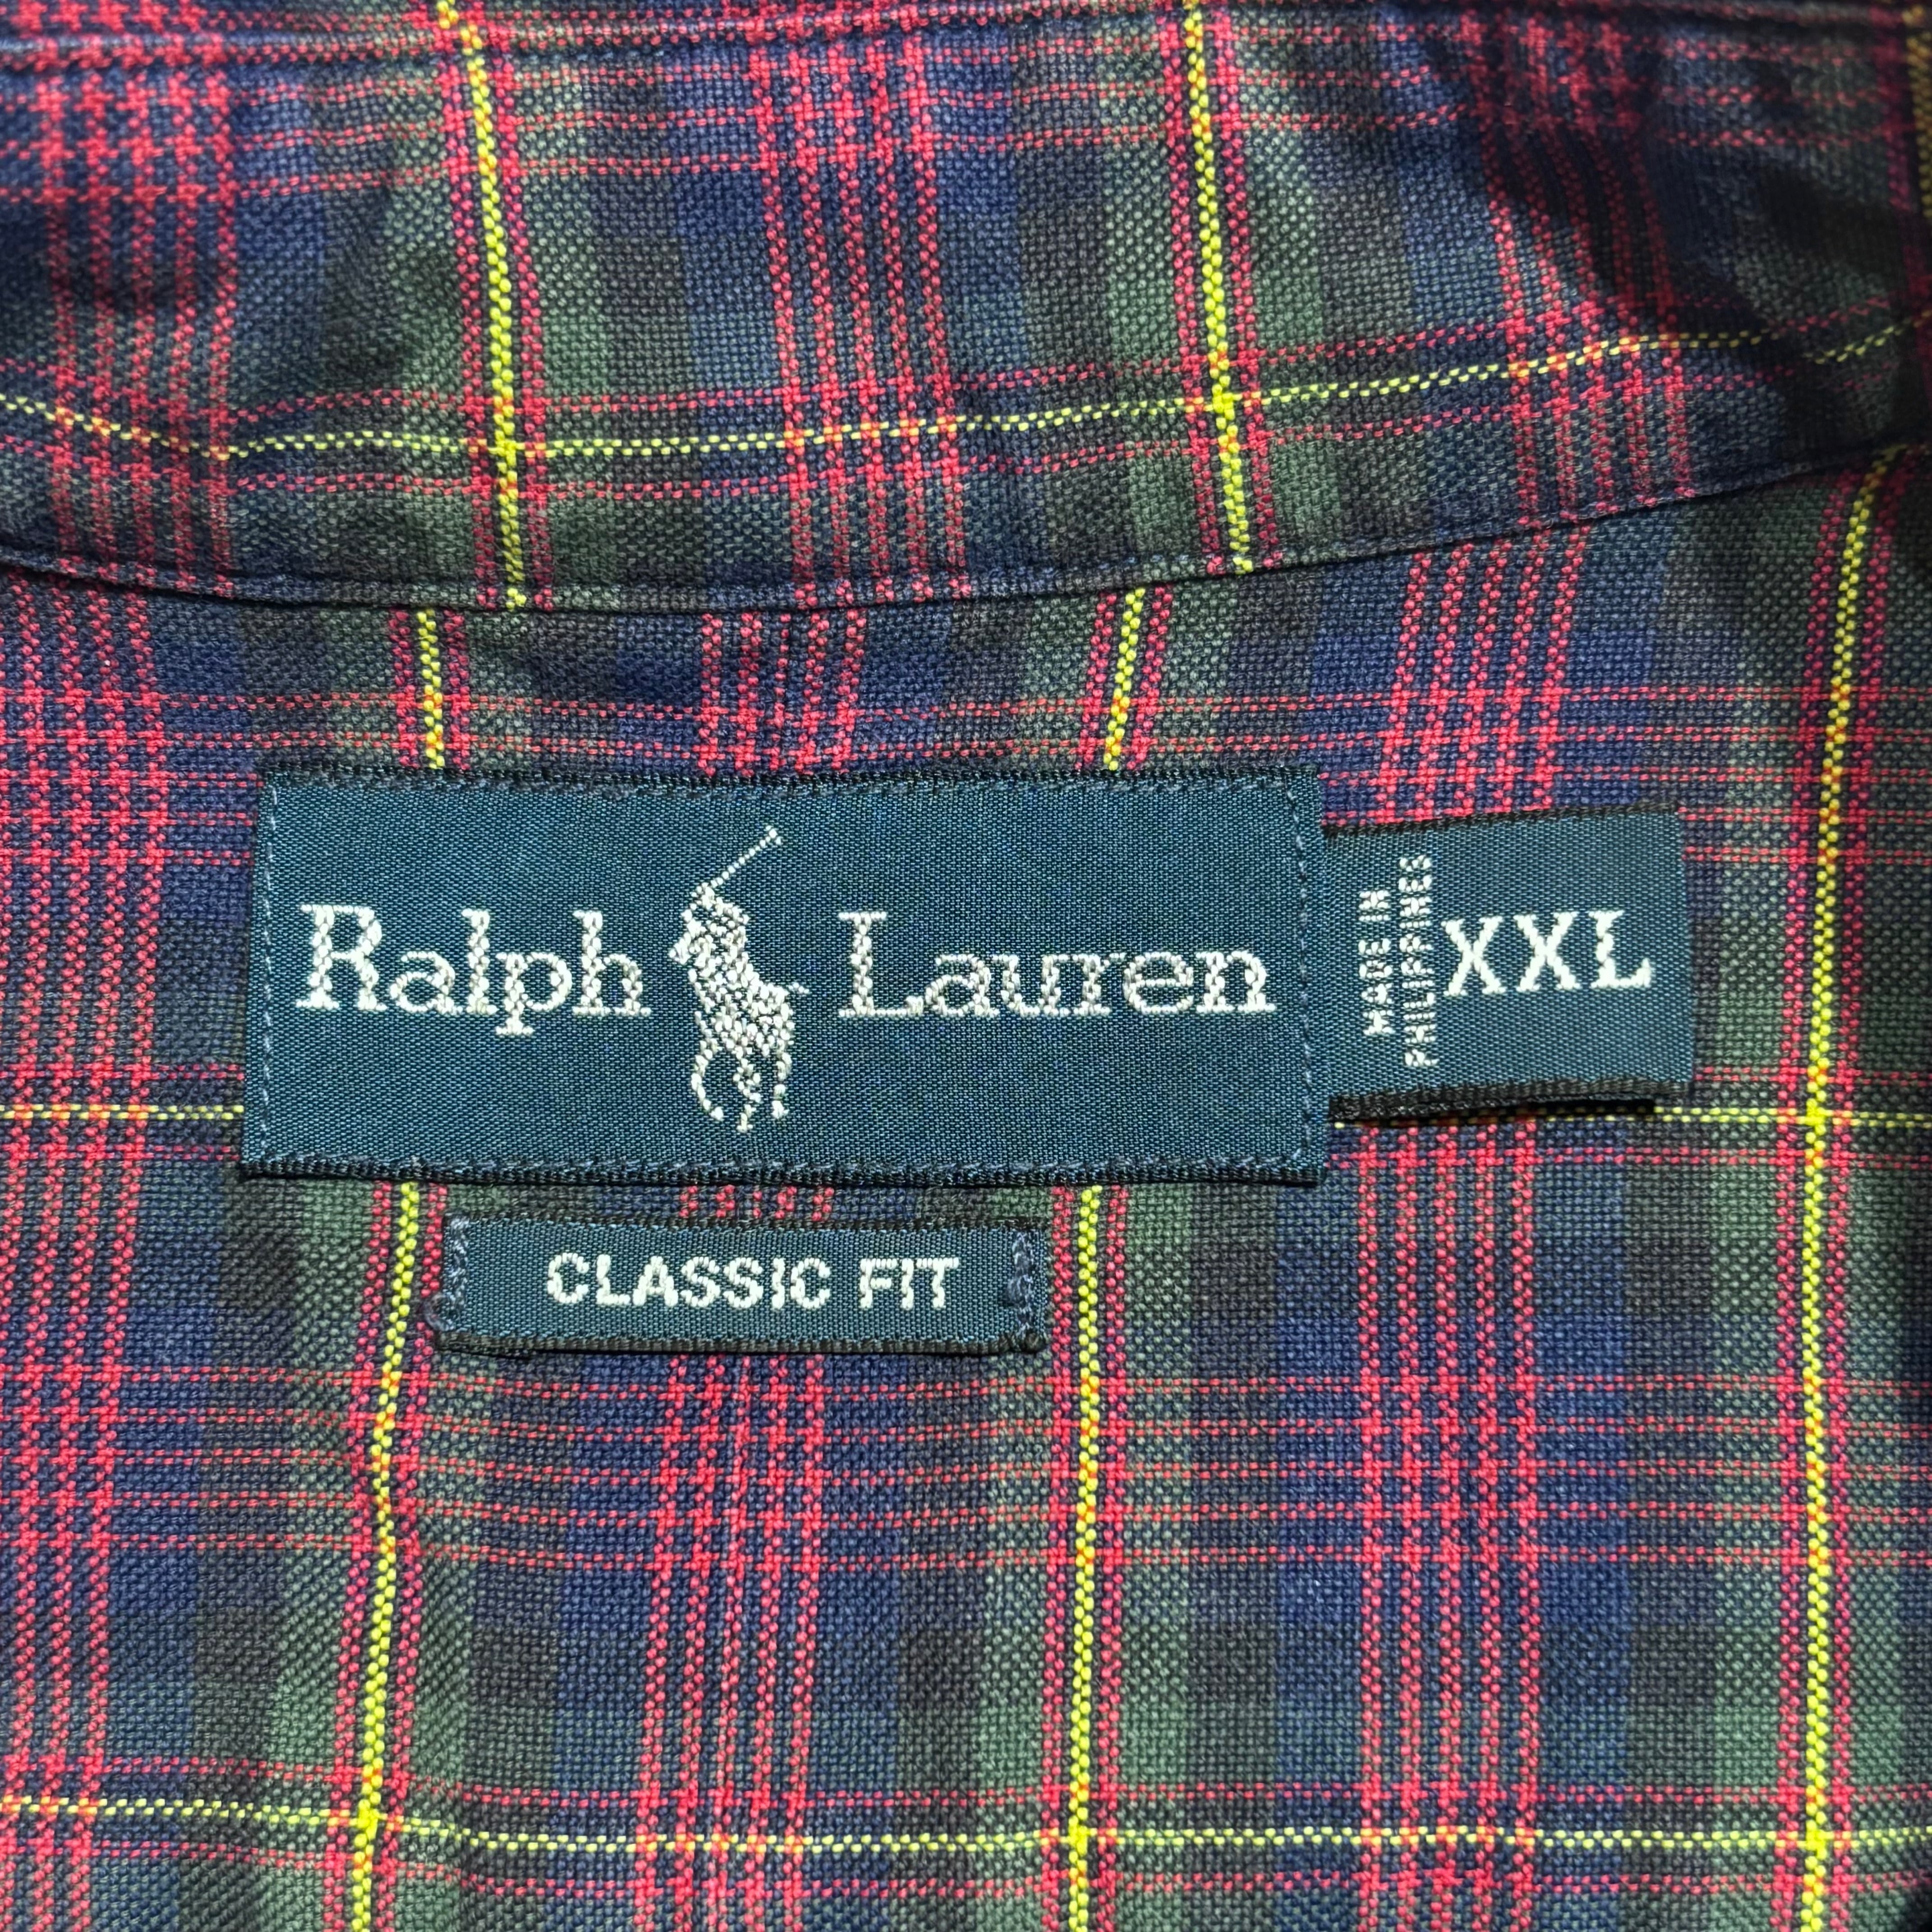 Ralph Lauren
MADE IN
PHILIPPINES
XXL
CLASSIC FIT